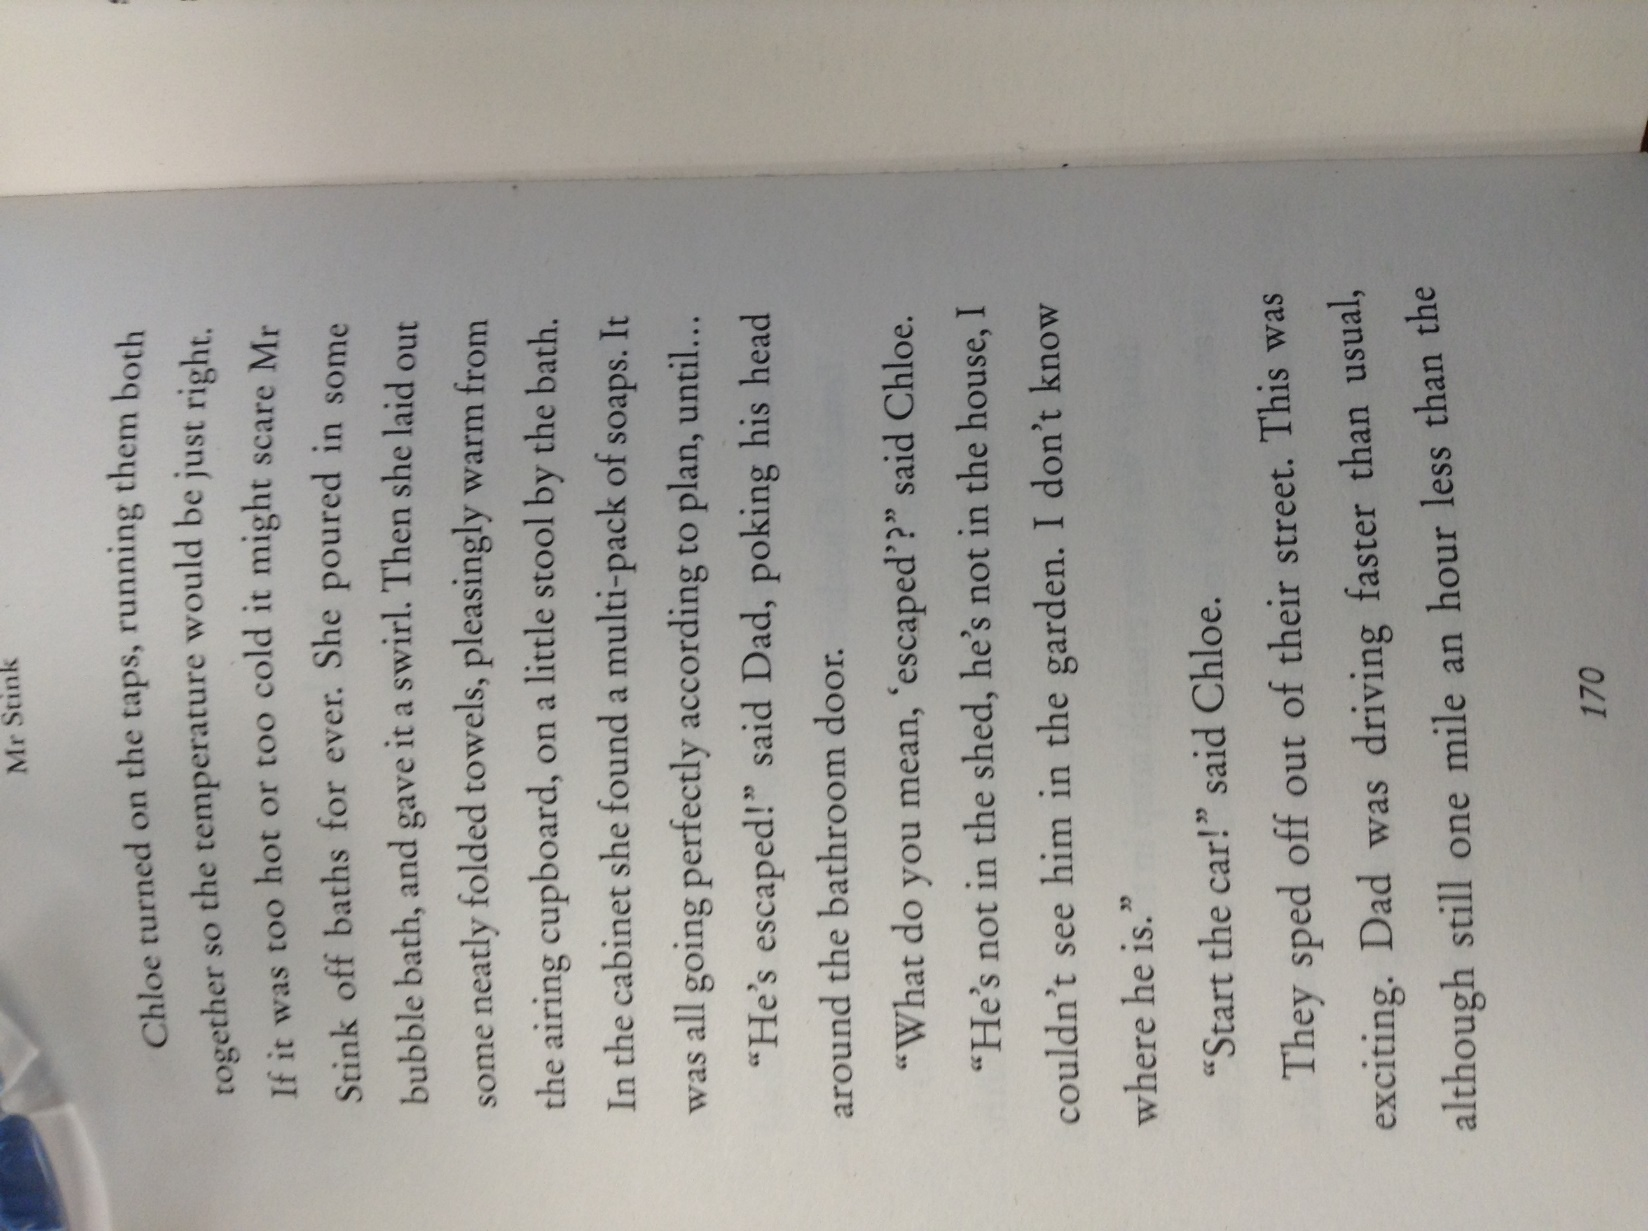 Mr Stink
Chloe turned on the taps, running them both
together so the temperature would be just right.
If it was too hot or too cold it might scare Mr
Stink off baths for ever. She poured in some
bubble bath, and gave it a swirl. Then she laid out
some neatly folded towels, pleasingly warm from
the airing cupboard, on a little stool by the bath.
In the cabinet she found a multi-pack of soaps. It
was all going perfectly according to plan, until…
“He’s escaped!” said Dad, poking his head
around the bathroom door.
“What do you mean, ‘escaped’?” said Chloe.
“He’s not in the shed, he’s not in the house, I
couldn’t see him in the garden. I don’t know
where he is.”
“Start the car!” said Chloe.
They sped off out of their street. This was
exciting. Dad was driving faster than usual,
although still one mile an hour less than the
170